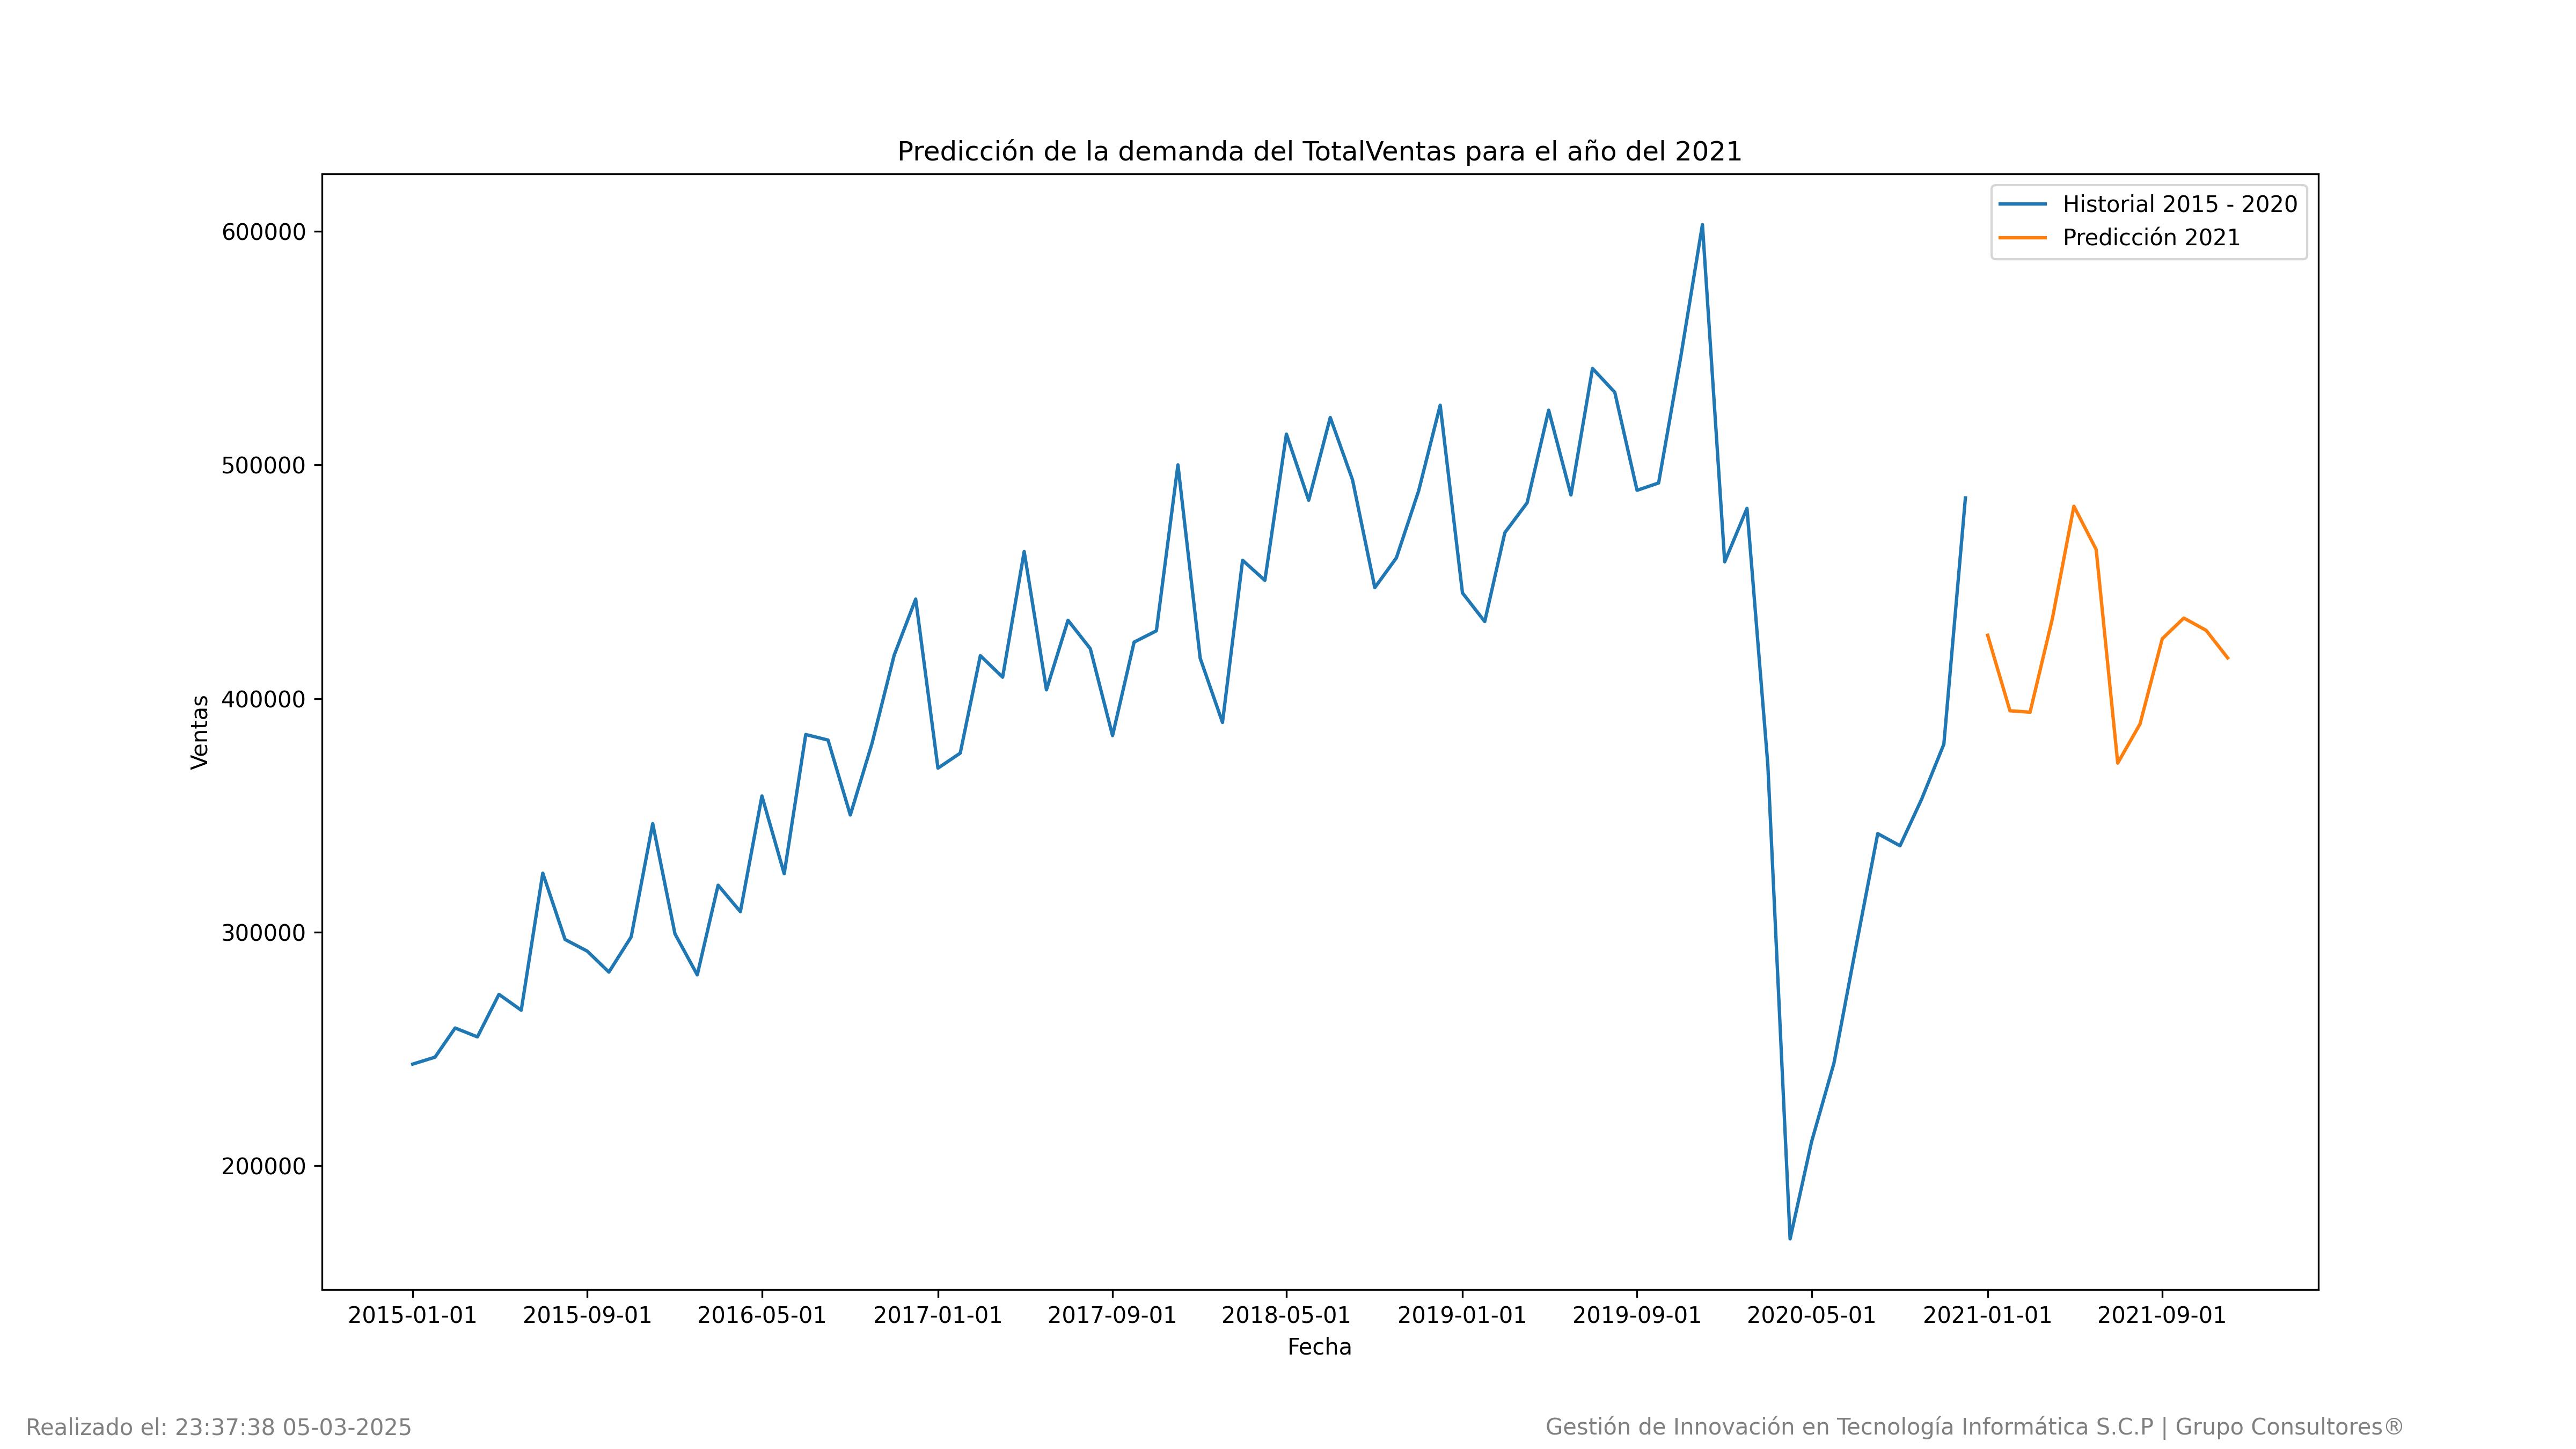 Predicción de la demanda del TotalVentas para el año del 2021
Historial 2015 - 2020
Predicción 2021
600000
500000
400000
300000
200000
Ventas
2015-01-01 2015-09-01 2016-05-01 2017-01-01 2017-09-01 2018-05-01 2019-01-01 2019-09-01 2020-05-01 2021-01-01 2021-09-01
Fecha
Realizado el: 23:37:38 05-03-2025 Gestión de Innovación en Tecnología Informática S.C.P | Grupo Consultores®